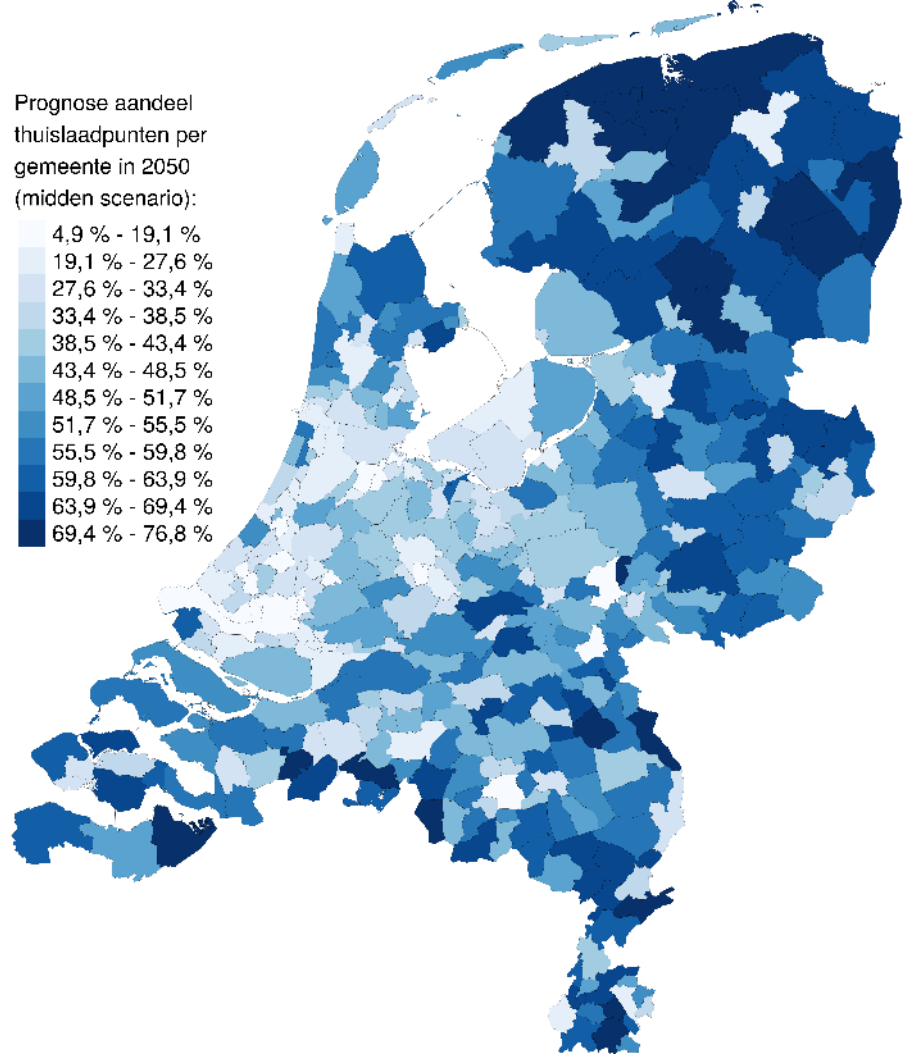 Prognose aandeel
thuislaadpunten per
gemeente in 2050
(midden scenario):
4,9 % - 19,1 %
19,1 % - 27,6 %
27,6 % - 33,4 %
33,4 % - 38,5 %
38,5 % - 43,4 %
43,4 % - 48,5 %
48,5 % - 51,7 %
51,7 % - 55,5 %
55,5 % - 59,8 %
59,8 % - 63,9 %
63,9 % - 69,4 %
69,4 % - 76,8 %